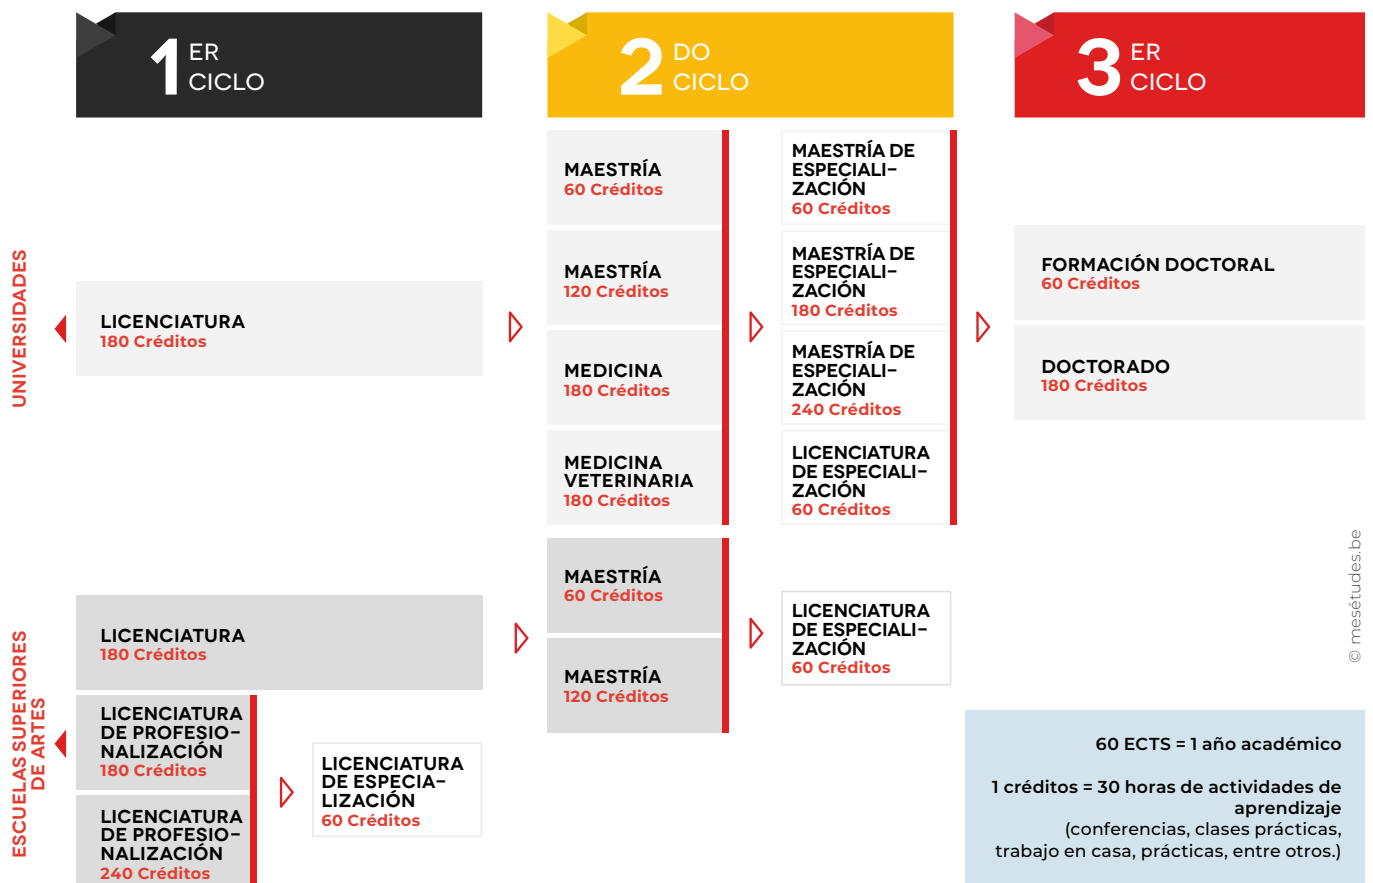 1 ER
CICLO
2 DO
CICLO
3 ER
CICLO
UNIVERSIDADES
LICENCIATURA
180 Créditos
MAESTRÍA
60 Créditos
MAESTRÍA
120 Créditos
MEDICINA
180 Créditos
MEDICINA
VETERINARIA
180 Créditos
MAESTRÍA DE
ESPECIALI-
ZACIÓN
60 Créditos
MAESTRÍA DE
ESPECIALI-
ZACIÓN
180 Créditos
MAESTRÍA DE
ESPECIALI-
ZACIÓN
240 Créditos
LICENCIATURA
DE ESPECIALI-
ZACIÓN
60 Créditos
FORMACIÓN DOCTORAL
60 Créditos
DOCTORADO
180 Créditos
ESCUELAS SUPERIORES
DE ARTES
LICENCIATURA
180 Créditos
LICENCIATURA
DE PROFESIO-
NALIZACIÓN
180 Créditos
LICENCIATURA
DE PROFESIO-
NALIZACIÓN
240 Créditos
LICENCIATURA
DE ESPECIA-
LIZACIÓN
60 Créditos
MAESTRÍA
60 Créditos
MAESTRÍA
120 Créditos
LICENCIATURA
DE ESPECIALI-
ZACIÓN
60 Créditos
© mesétudes.be
60 ECTS = 1 año académico
1 créditos = 30 horas de actividades de
aprendizaje
(conferencias, clases prácticas,
trabajo en casa, prácticas, entre otros.)